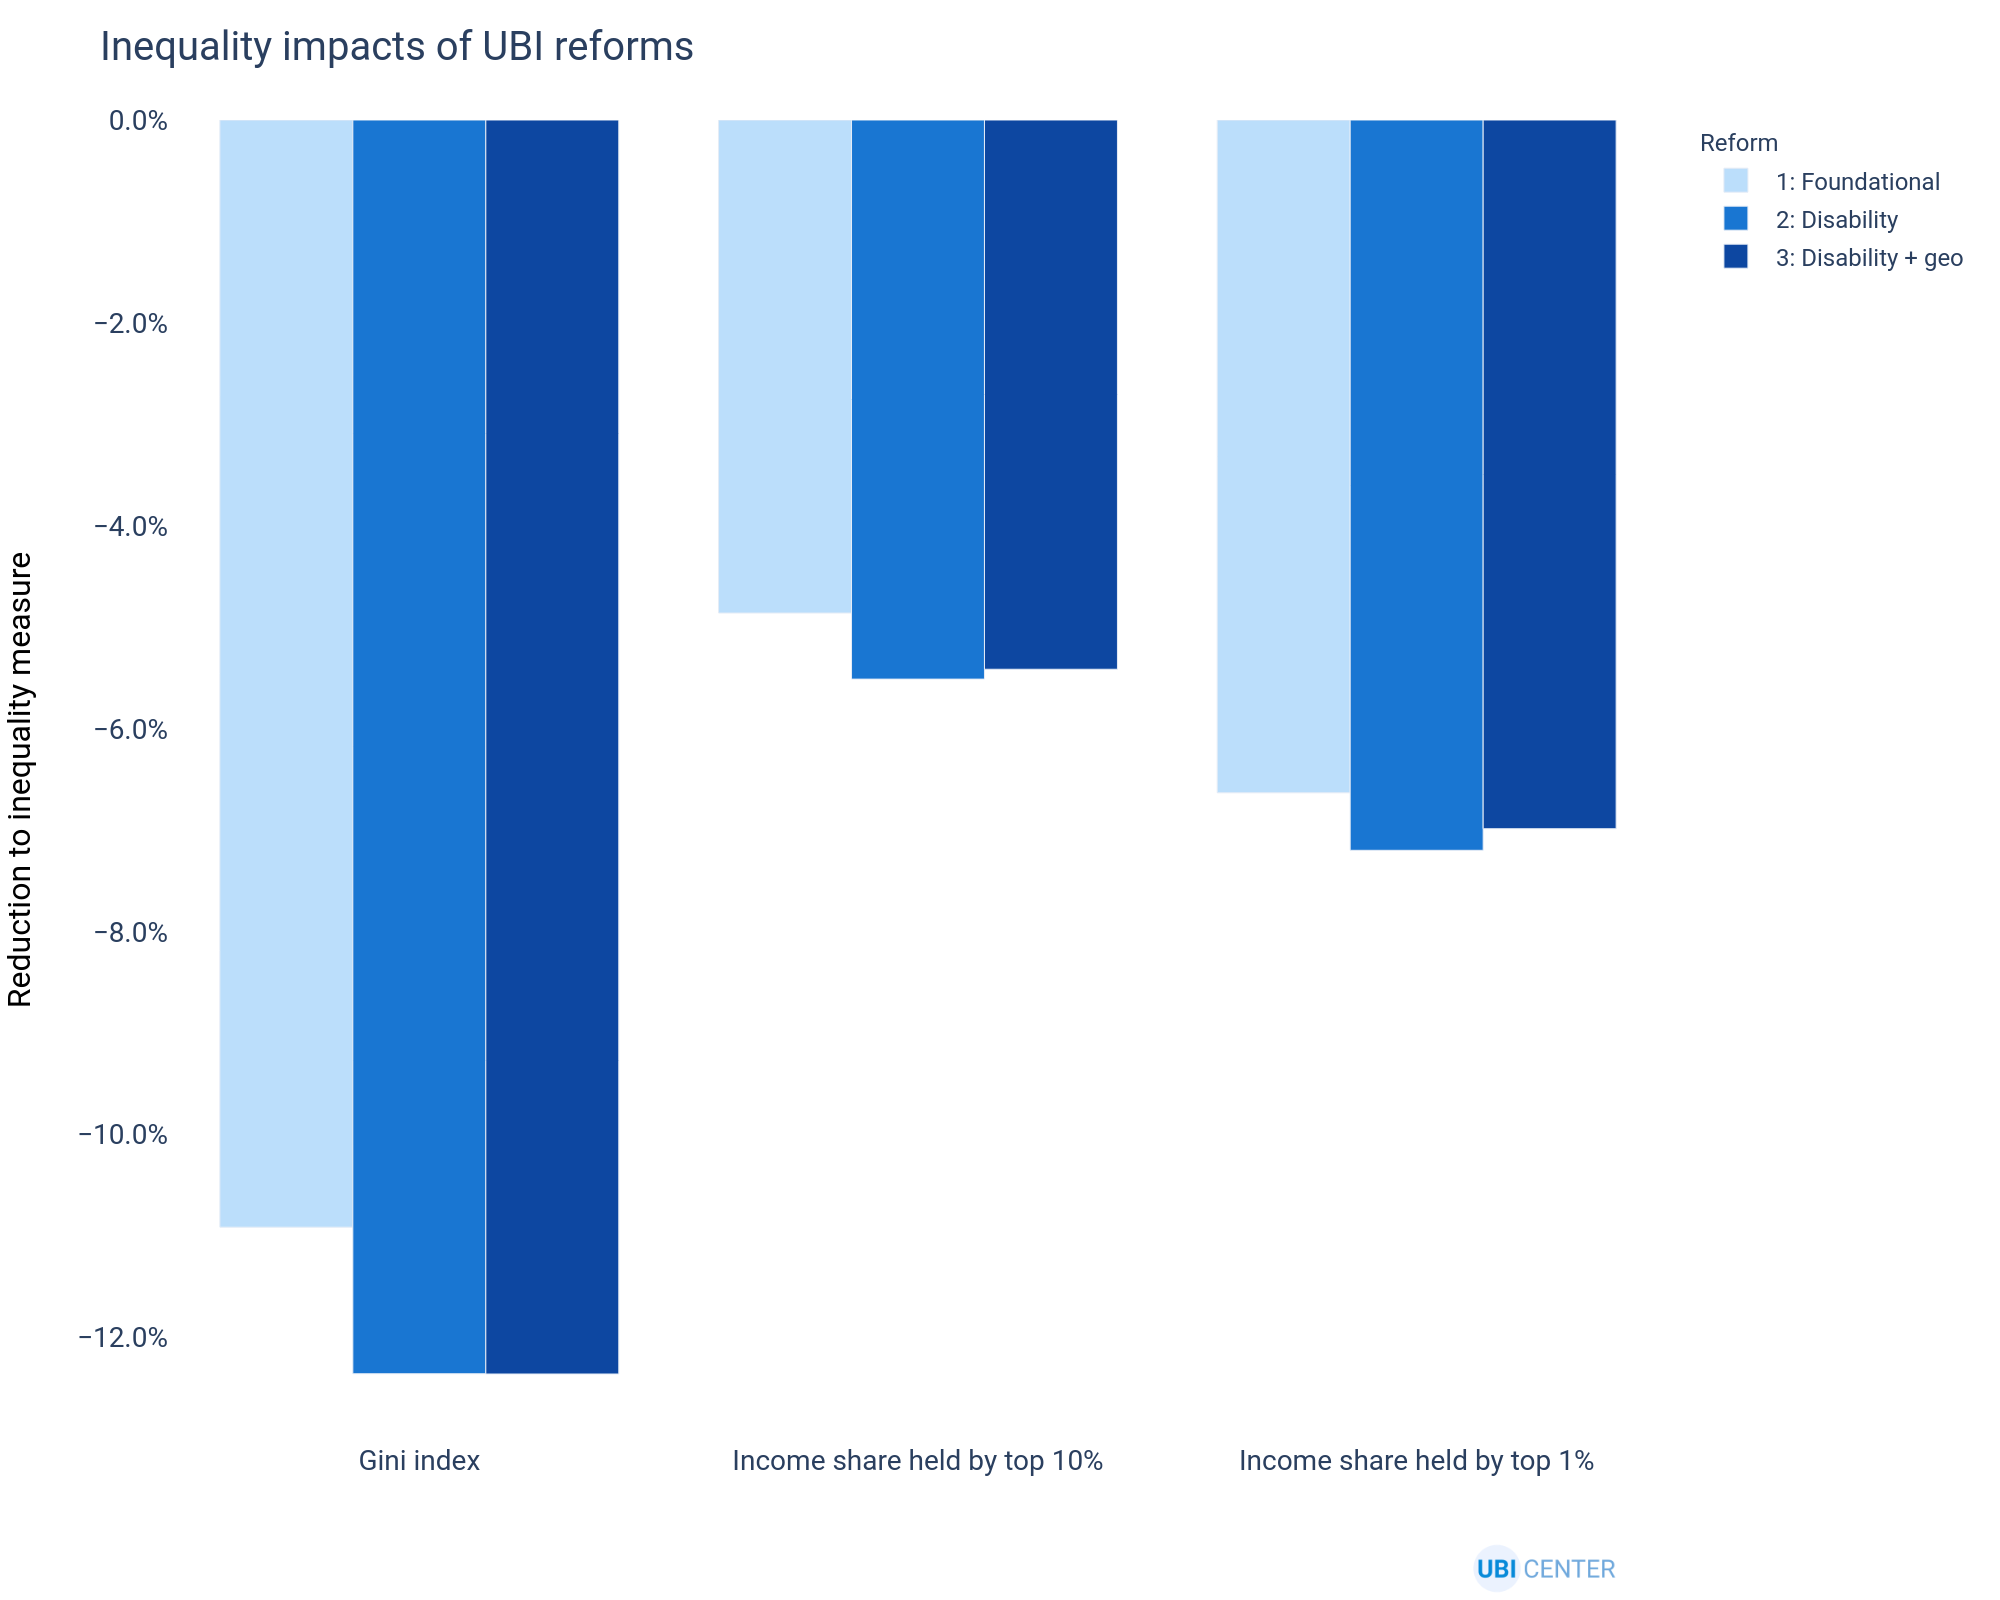 Inequality impacts of UBI reforms
0.0%
−2.0%
−4.0%
−6.0%
−8.0%
−10.0%
−12.0%
Reduction to inequality measure
Gini index
Income share held by top 10%
Income share held by top 1%
Reform
1: Foundational
2: Disability
3: Disability + geo
UBI CENTER